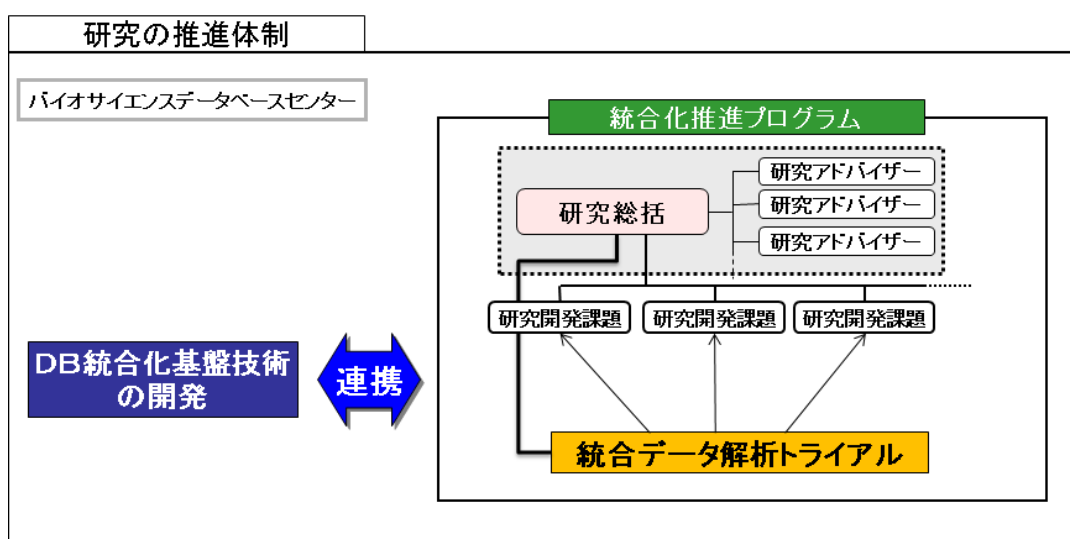 研究の推進体制
バイオサイエンスデータベースセンター
統合化推進プログラム
研究総括
研究アドバイザー
研究アドバイザー
研究アドバイザー
研究開発課題
研究開発課題
研究開発課題
DB統合化基盤技術
の開発
連携
統合データ解析トライアル